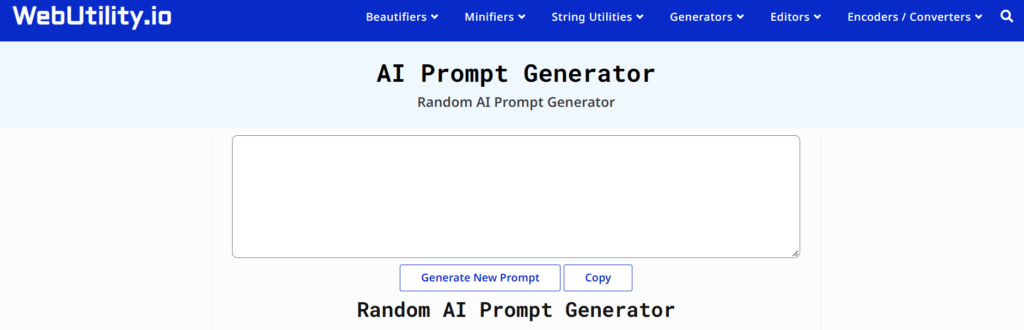 WebUtility.io Beautifiers Minifiers String Utilities Generators Editors Encoders / Converters
AI Prompt Generator
Random AI Prompt Generator
Generate New Prompt Copy
Random AI Prompt Generator